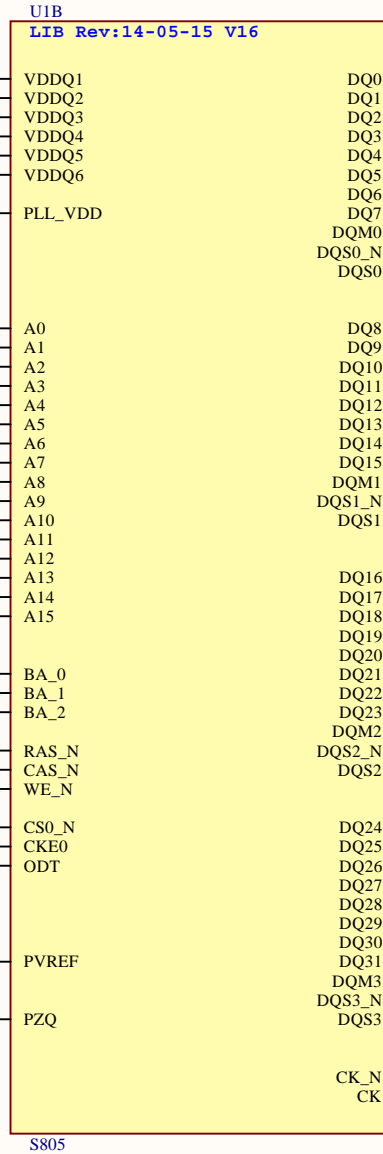 U1B
LIB Rev:14-05-15 V16
VDDQ1 DQ0
VDDQ2 DQ1
VDDQ3 DQ2
VDDQ4 DQ3
VDDQ5 DQ4
VDDQ6 DQ5
DQ6
PLL_VDD DQ7
DQM0
DQS0_N
DQS0
A0 DQ8
A1 DQ9
A2 DQ10
A3 DQ11
A4 DQ12
A5 DQ13
A6 DQ14
A7 DQ15
A8 DQM1
A9 DQS1_N
A10 DQS1
A11
A12
A13 DQ16
A14 DQ17
A15 DQ18
DQ19
DQ20
BA_0 DQ21
BA_1 DQ22
BA_2 DQ23
DQM2
RAS_N DQS2_N
CAS_N DQS2
WE_N
CS0_N DQ24
CKE0 DQ25
ODT DQ26
DQ27
DQ28
DQ29
DQ30
PVREF DQ31
DQM3
DQS3_N
PZQ DQS3
CK_N
CK
S805